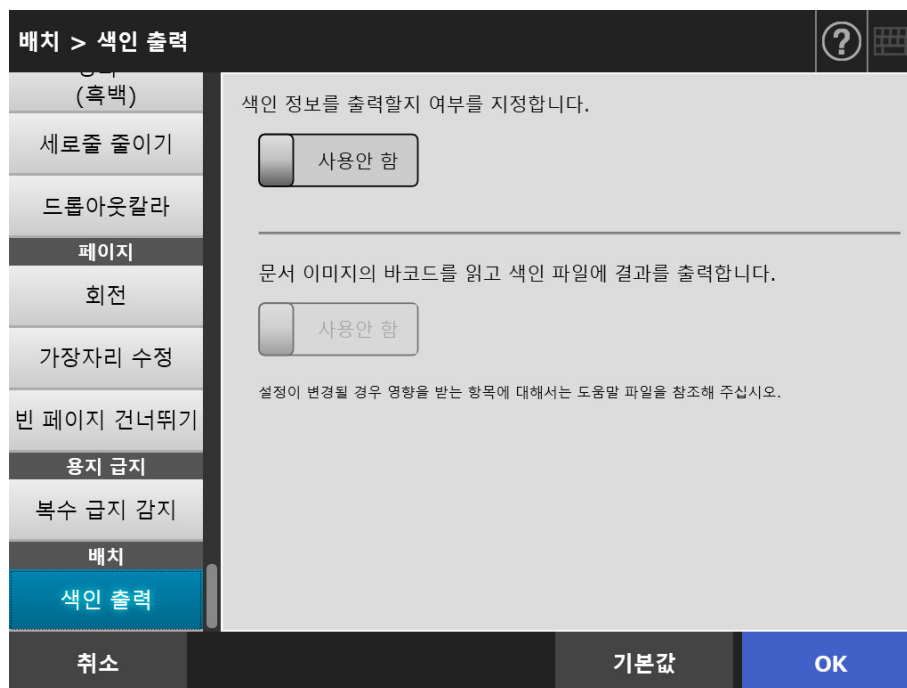 배치 > 색인 출력
?
(흑백)
세로줄 줄이기
드롭아웃칼라
페이지
회전
가장자리 수정
빈 페이지 건너뛰기
용지 급지
복수 급지 감지
배치
색인 출력
색인 정보를 출력할지 여부를 지정합니다.
사용안 함
문서 이미지의 바코드를 읽고 색인 파일에 결과를 출력합니다.
사용안 함
설정이 변경될 경우 영향을 받는 항목에 대해서는 도움말 파일을 참조해 주십시오.
취소
기본값
OK